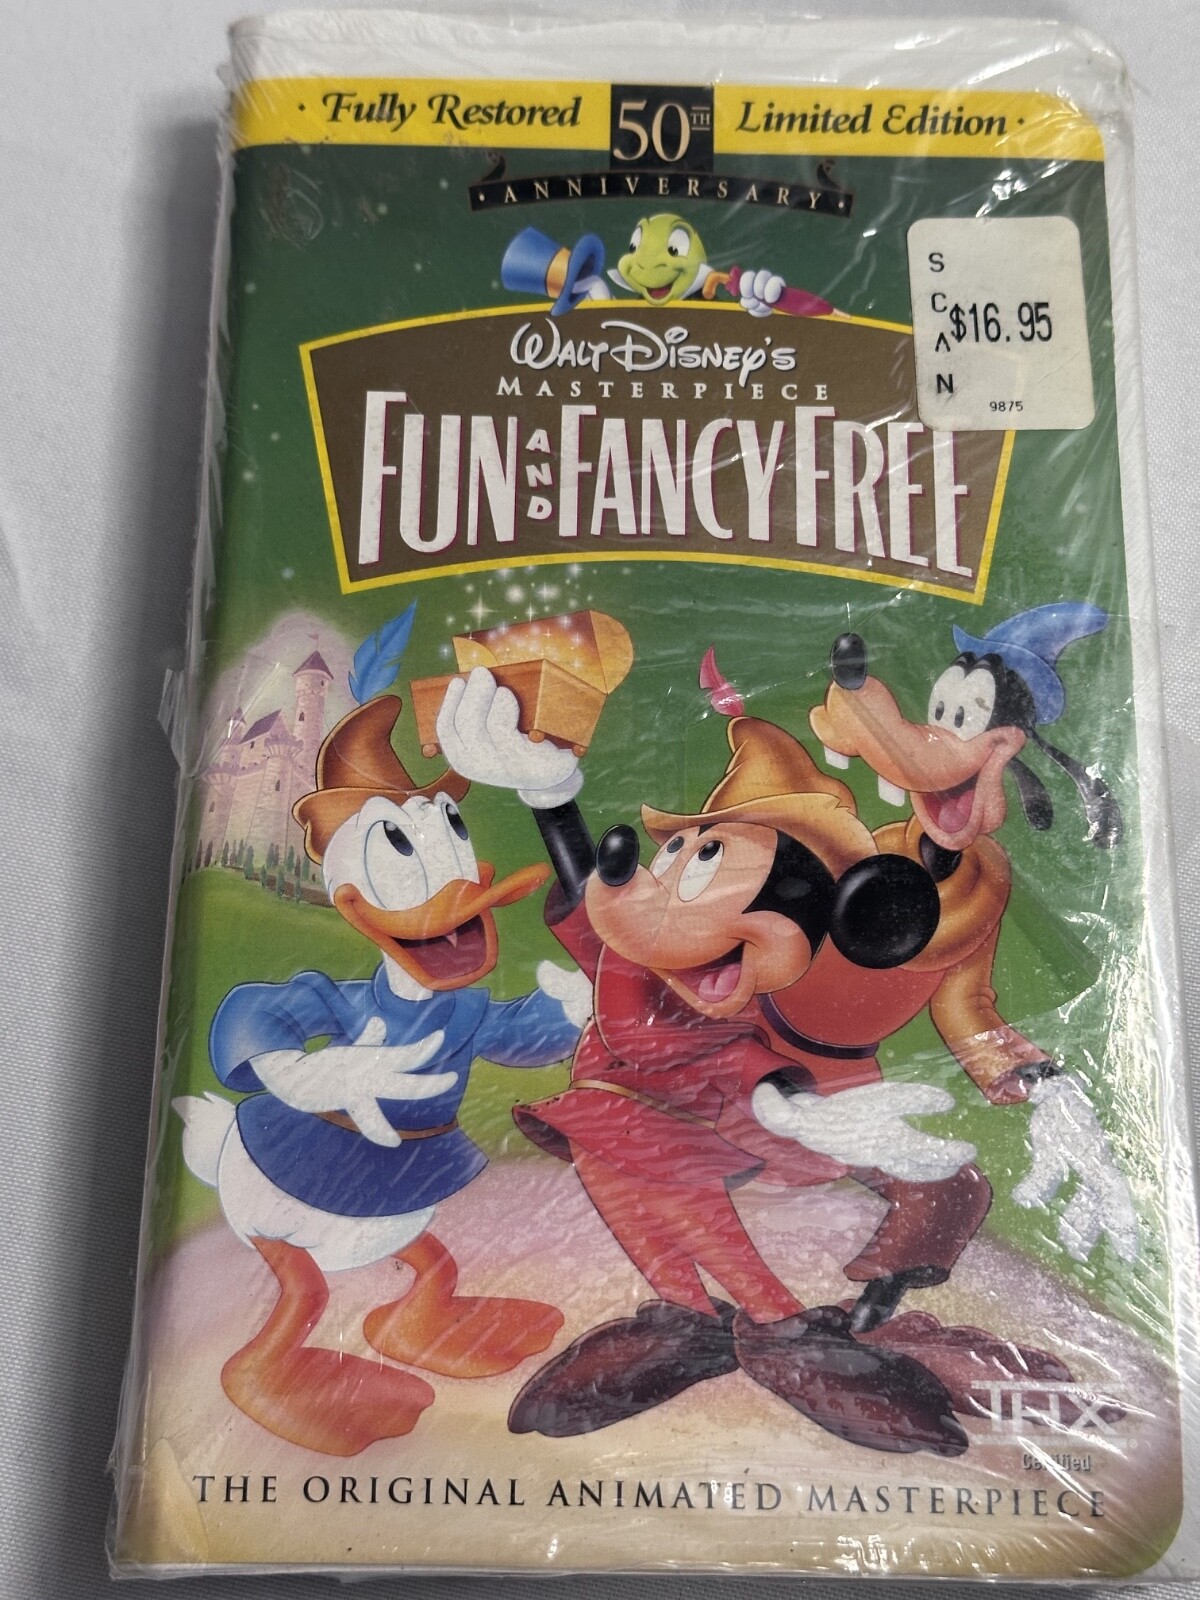 · Fully Restored 50TH Limited Edition ·
· ANNIVERSARY ·
S
C
A
N
$16.95
9875
WALT DISNEY'S
MASTERPIECE
FUN AND FANCY FREE
THX
Certified
THE ORIGINAL ANIMATED MASTERPIECE